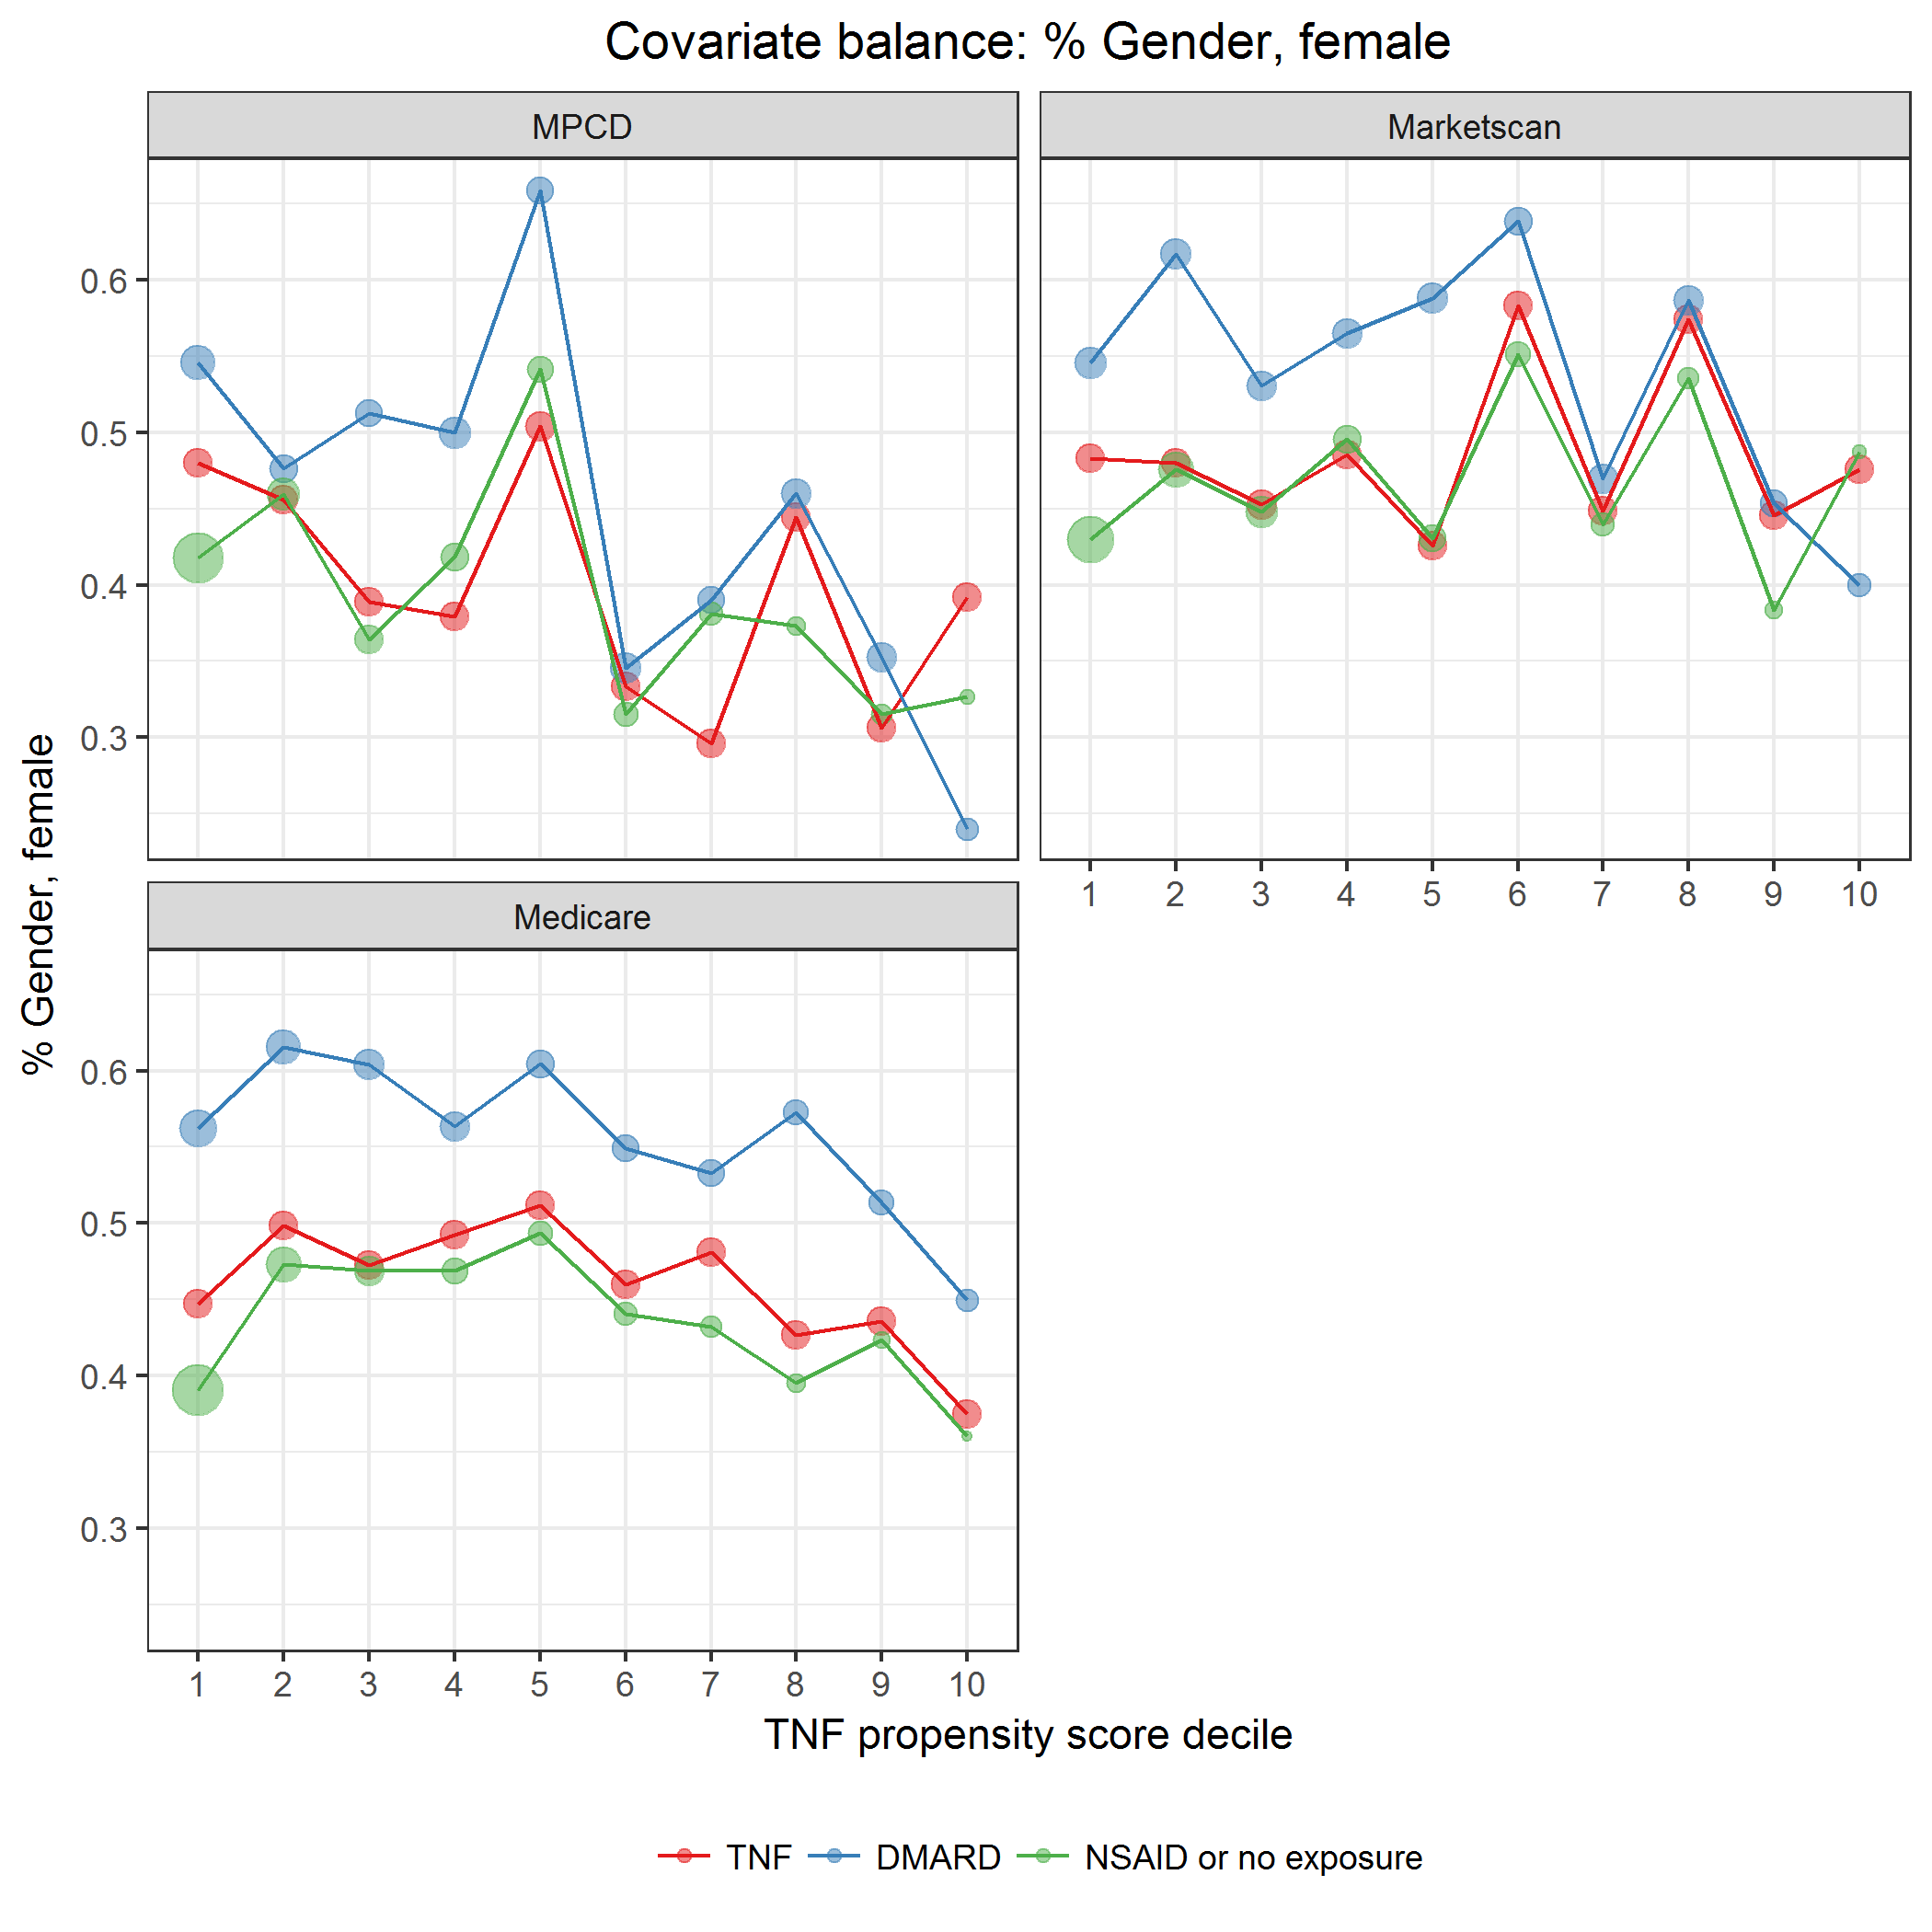 Covariate balance: % Gender, female
MPCD
Marketscan
0.6
0.5
0.4
0.3
1 2 3 4 5 6 7 8 9 10
Medicare
0.6
0.5
0.4
0.3
1 2 3 4 5 6 7 8 9 10
% Gender, female
TNF propensity score decile
TNF DMARD NSAID or no exposure